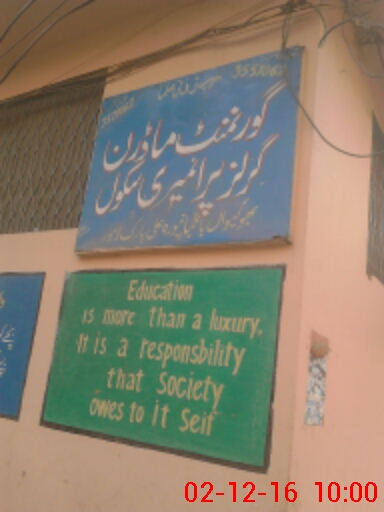 گورنمنٹ ماڈرن
گرلز پرائمیری سکول
Education
is more than a luxury.
It is a responsbility
that Society
owes to It Self
02-12-16 10:00